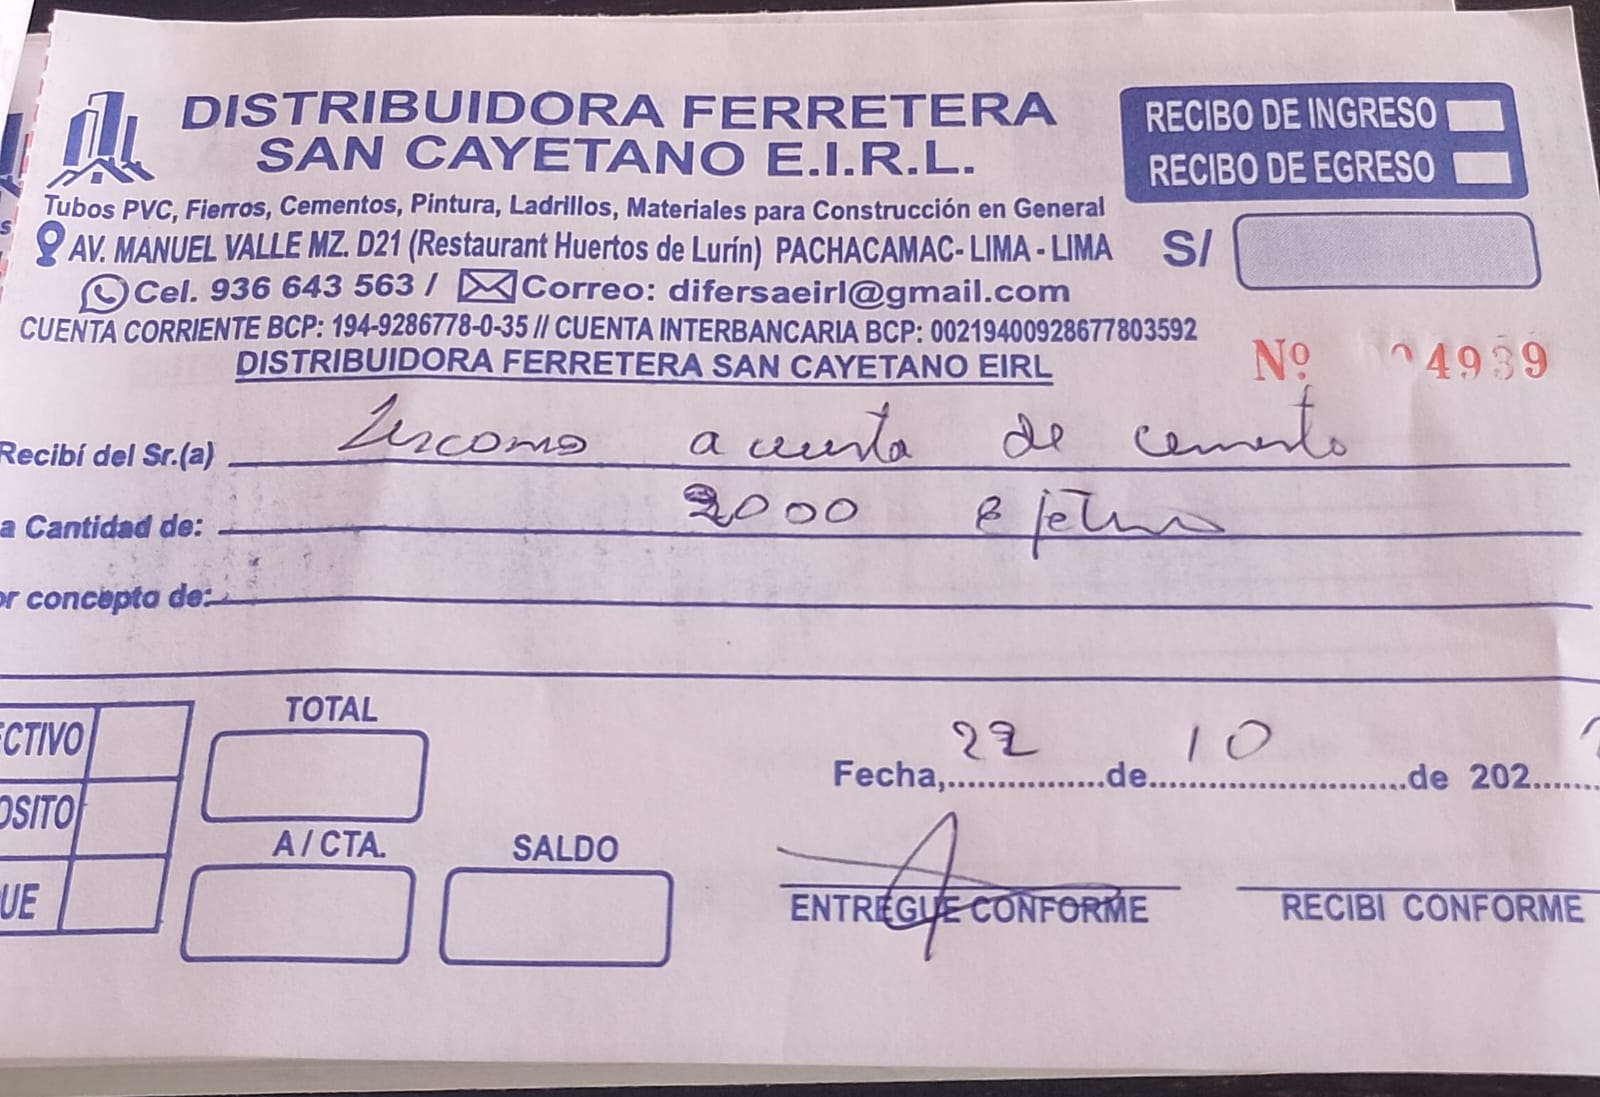 DISTRIBUIDORA FERRETERA
SAN CAYETANO E.I.R.L.
Tubos PVC, Fierros, Cementos, Pintura, Ladrillos, Materiales para Construcción en General
AV. MANUEL VALLE MZ. D21 (Restaurant Huertos de Lurín) PACHACAMAC- LIMA - LIMA
Cel. 936 643 563 / Correo: difersaeirl@gmail.com
CUENTA CORRIENTE BCP: 194-9286778-0-35 // CUENTA INTERBANCARIA BCP: 00219400928677803592
DISTRIBUIDORA FERRETERA SAN CAYETANO EIRL
RECIBO DE INGRESO
RECIBO DE EGRESO
S/
Nº 04939
Recibí del Sr.(a) a cuenta de cemento
a Cantidad de: 2000 efectivo
or concepto de:
ECTIVO
OSITO
UE
TOTAL
A / CTA.
SALDO
Fecha, 22 de 10 de 202
ENTREGUE CONFORME
RECIBI CONFORME